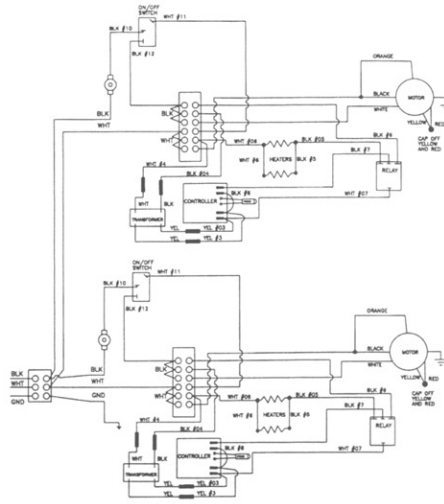 ON/OFF
SWITCH
WHT #11
BLK #10
BLK #12
ORANGE
BLK
BLACK
MOTOR
WHITE
BLK
WHT
YELLOW
RED
CAP OFF
YELLOW
AND RED
WHT #06
BLK #05
BLK #6
BLK #7
WHT #6
HEATERS
BLK #5
RELAY
WHT #4
BLK #04
BLK #8
CONTROLLER
WHT #07
WHT
BLK
TRANSFORMER
YEL
YEL #03
YEL
YEL #3
ON/OFF
SWITCH
WHT #11
BLK #10
BLK #12
ORANGE
BLACK
MOTOR
BLK
BLK
BLK
WHT
WHT
WHITE
GND
GND
YELLOW
RED
CAP OFF
YELLOW
AND RED
WHT #06
BLK #05
BLK #7
WHT #6
HEATERS
BLK #5
RELAY
WHT #4
BLK #04
BLK #8
CONTROLLER
WHT #07
WHT
BLK
TRANSFORMER
YEL
YEL #03
YEL
YEL #3